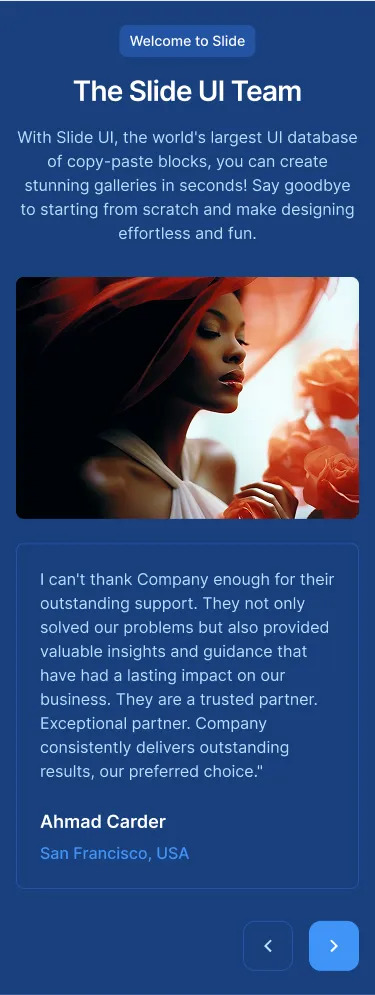 Welcome to Slide
The Slide UI Team
With Slide UI, the world's largest UI database
of copy-paste blocks, you can create
stunning galleries in seconds! Say goodbye
to starting from scratch and make designing
effortless and fun.
I can't thank Company enough for their
outstanding support. They not only
solved our problems but also provided
valuable insights and guidance that
have had a lasting impact on our
business. They are a trusted partner.
Exceptional partner. Company
consistently delivers outstanding
results, our preferred choice."
Ahmad Carder
San Francisco, USA